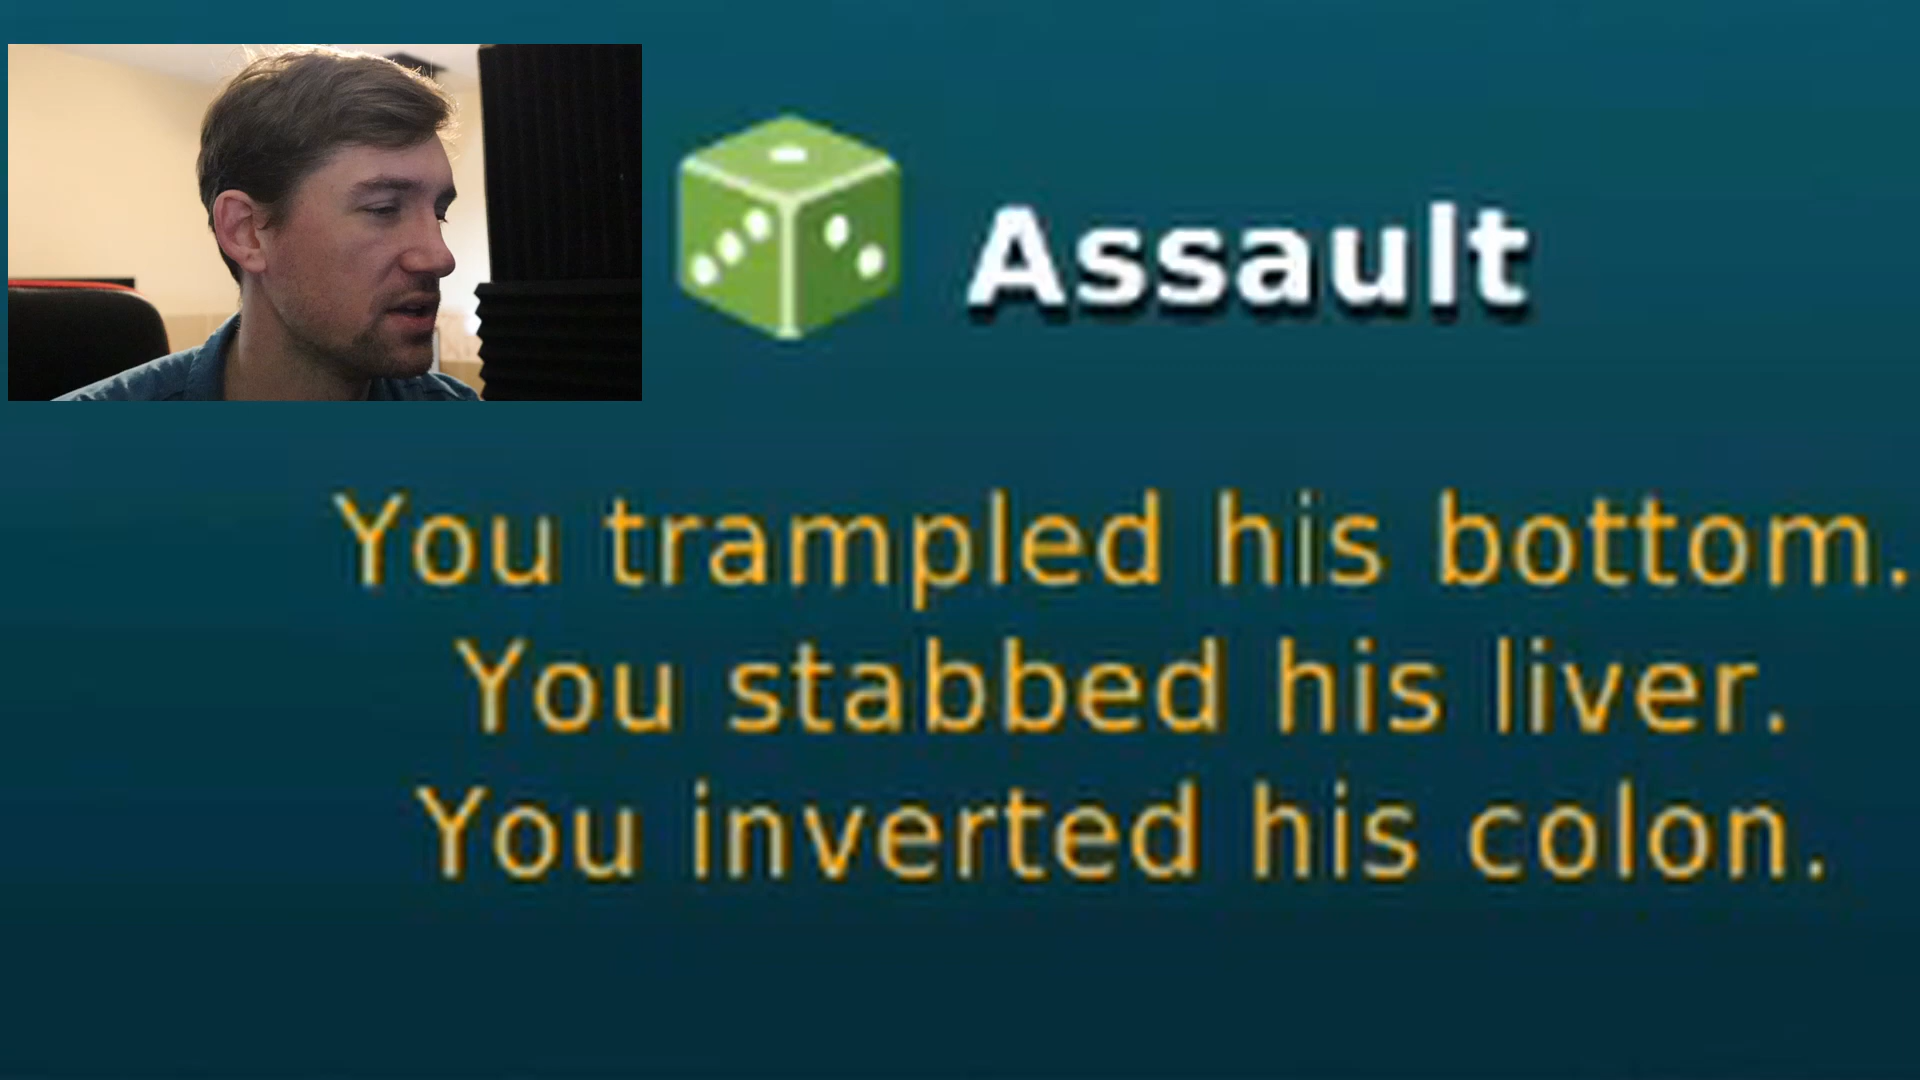 Assault
You trampled his bottom.
You stabbed his liver.
You inverted his colon.